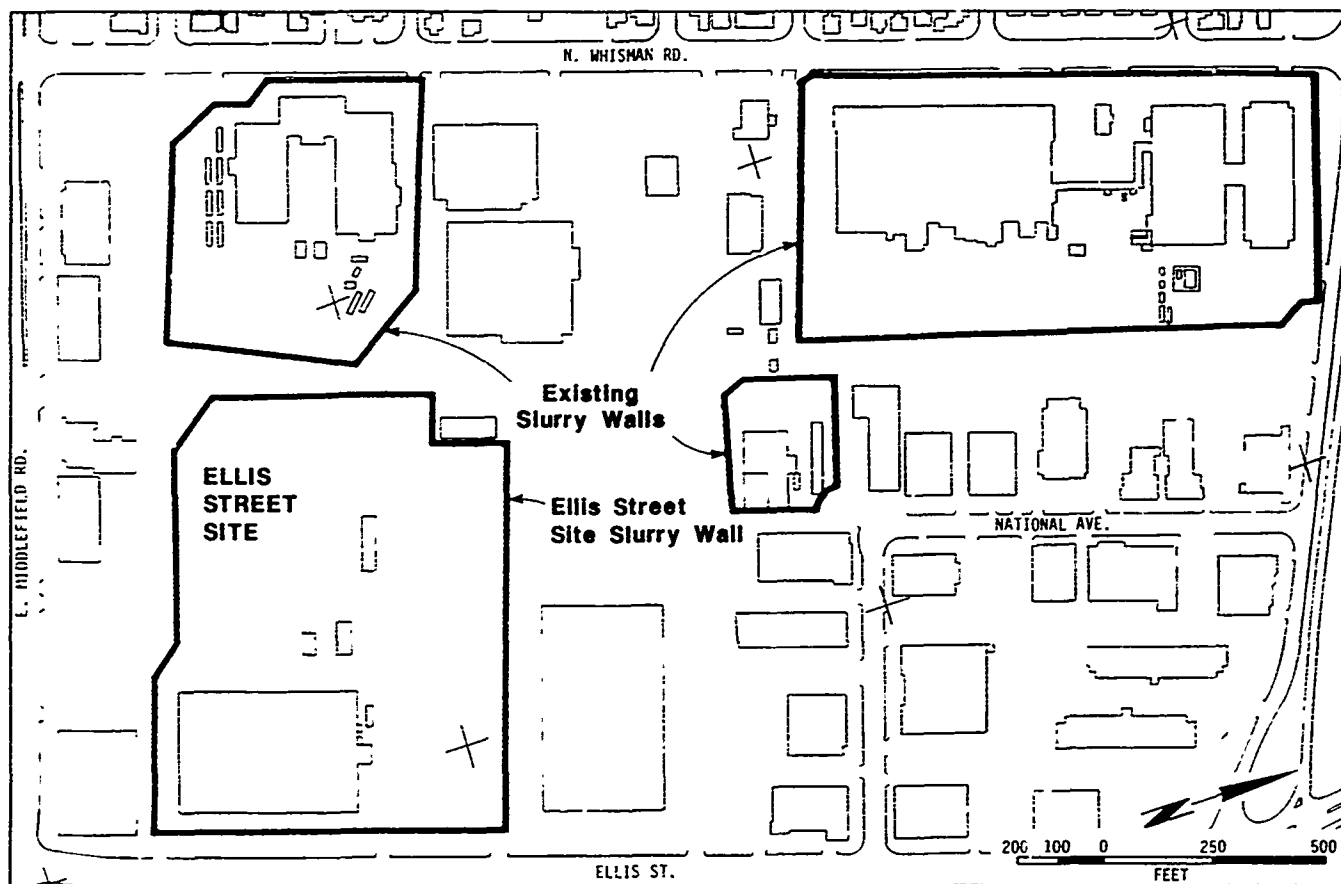 N. WHISMAN RD.
Existing
Slurry Walls
E. MIDDLEFIELD RD.
ELLIS
STREET
SITE
Ellis Street
Site Slurry Wall
NATIONAL AVE.
N
200 100 0 250 500
FEET
ELLIS ST.